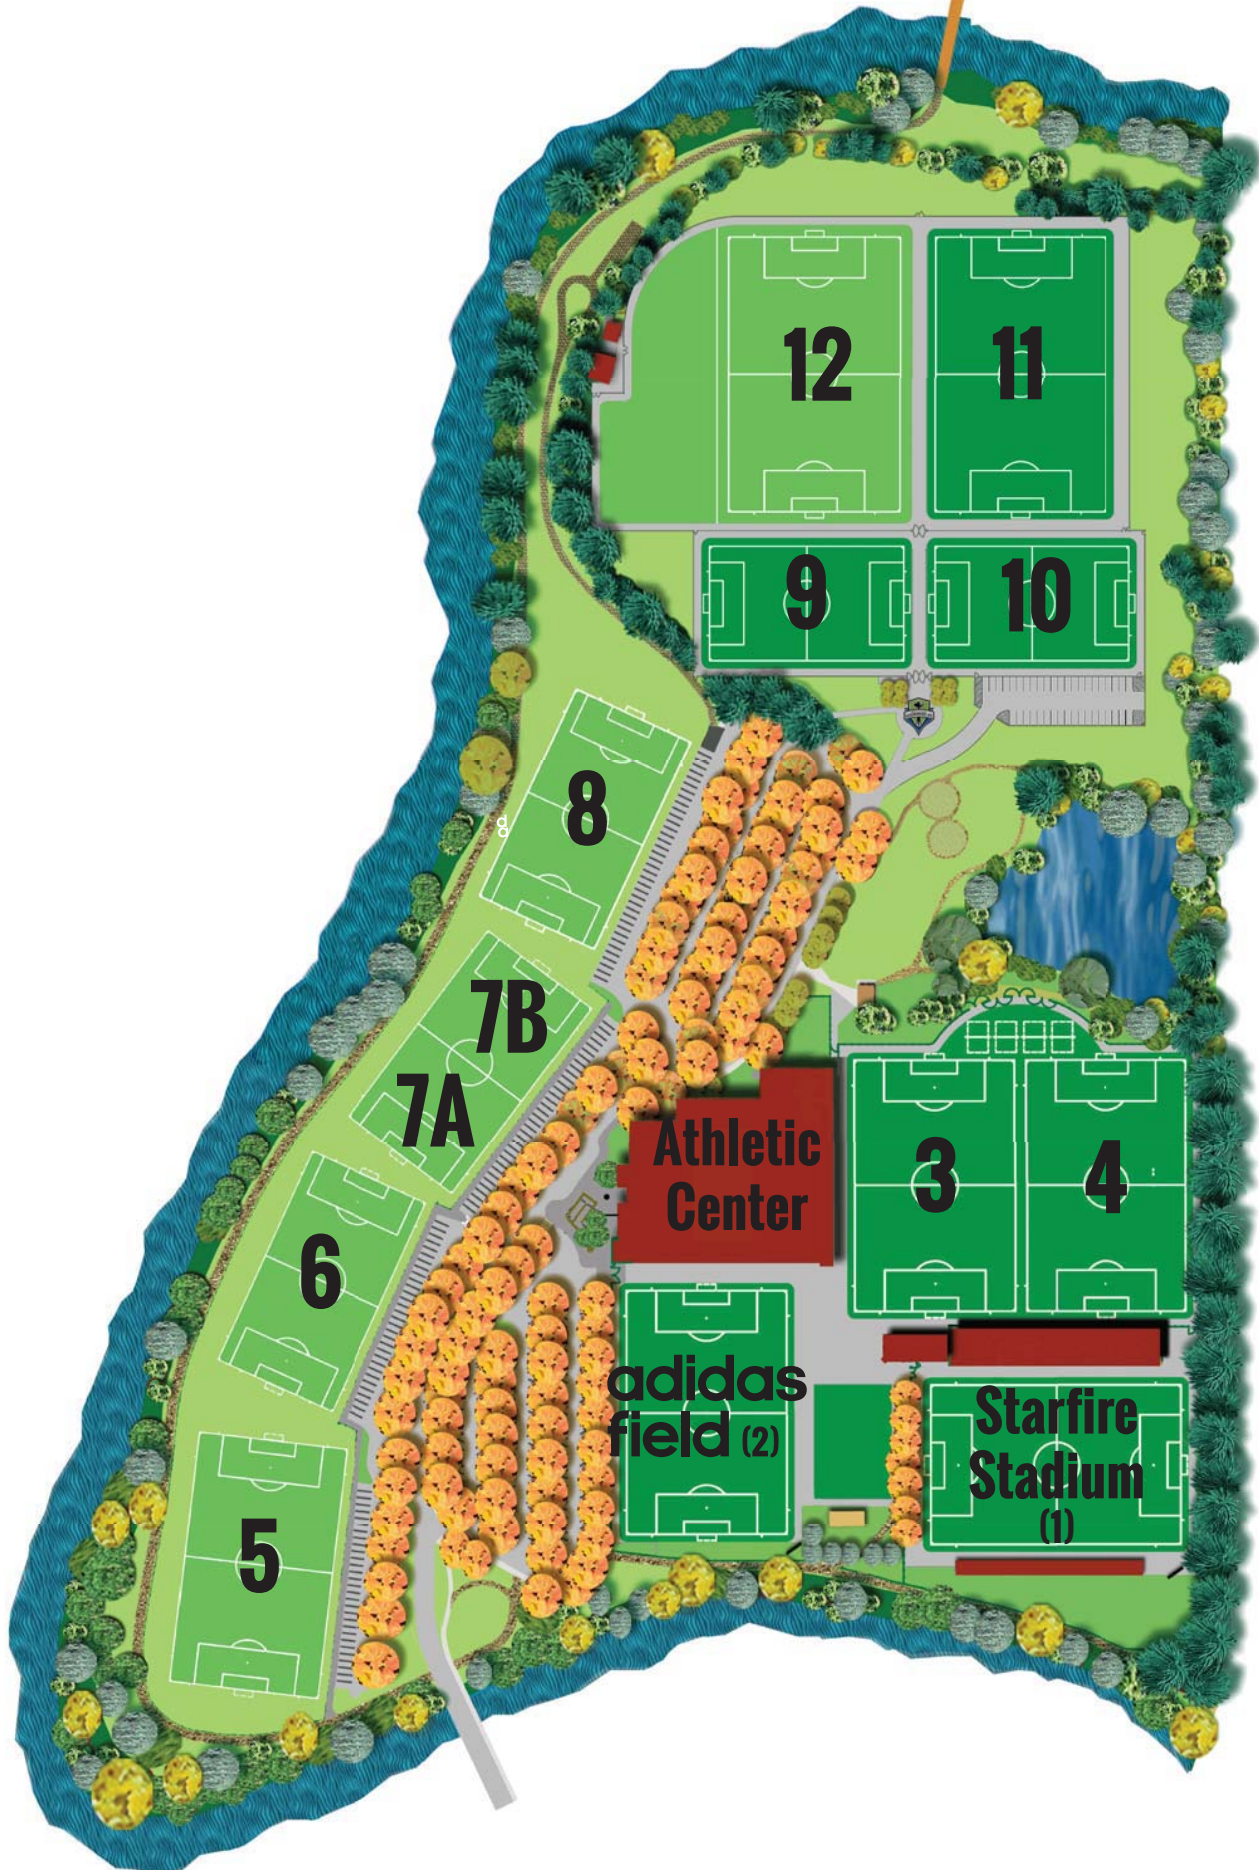 12
11
9
10
8
7B
7A
6
5
Athletic
Center
3
4
adidas
field (2)
Starfire
Stadium
(1)